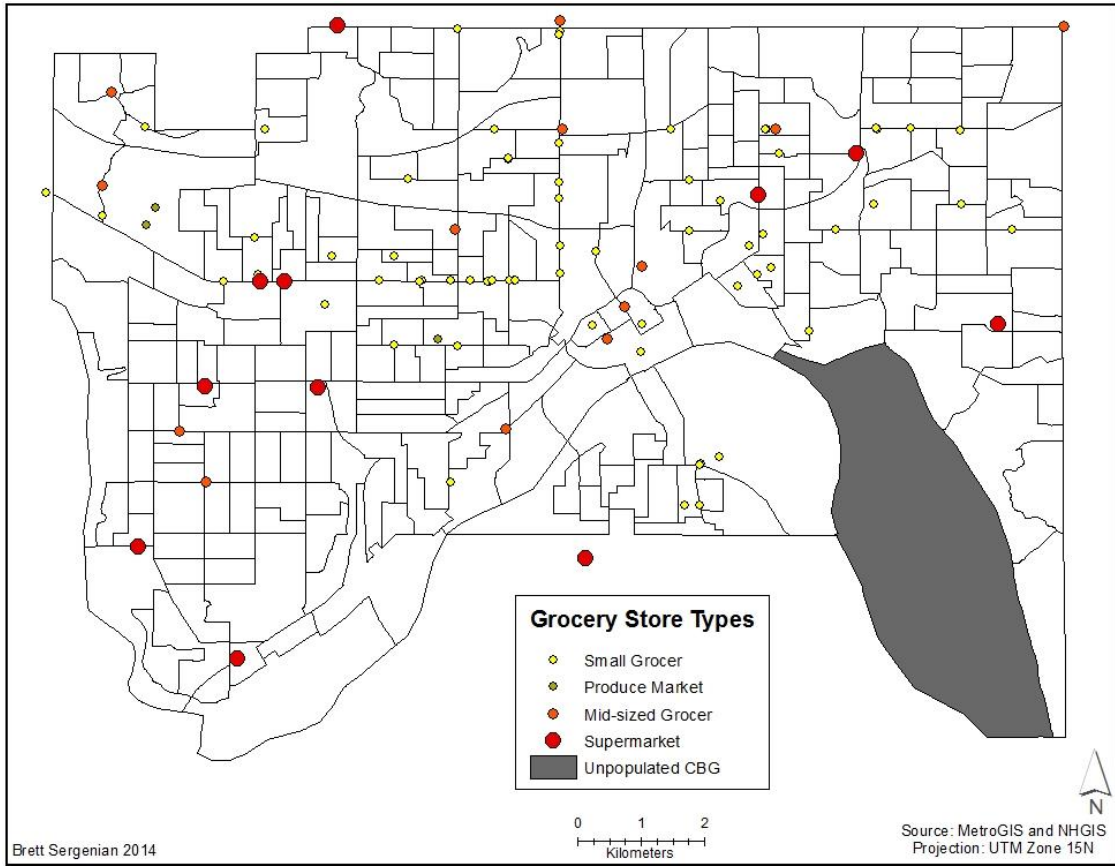 Grocery Store Types
Small Grocer
Produce Market
Mid-sized Grocer
Supermarket
Unpopulated CBG
N
0 1 2
Kilometers
Brett Sergenian 2014
Source: MetroGIS and NHGIS
Projection: UTM Zone 15N